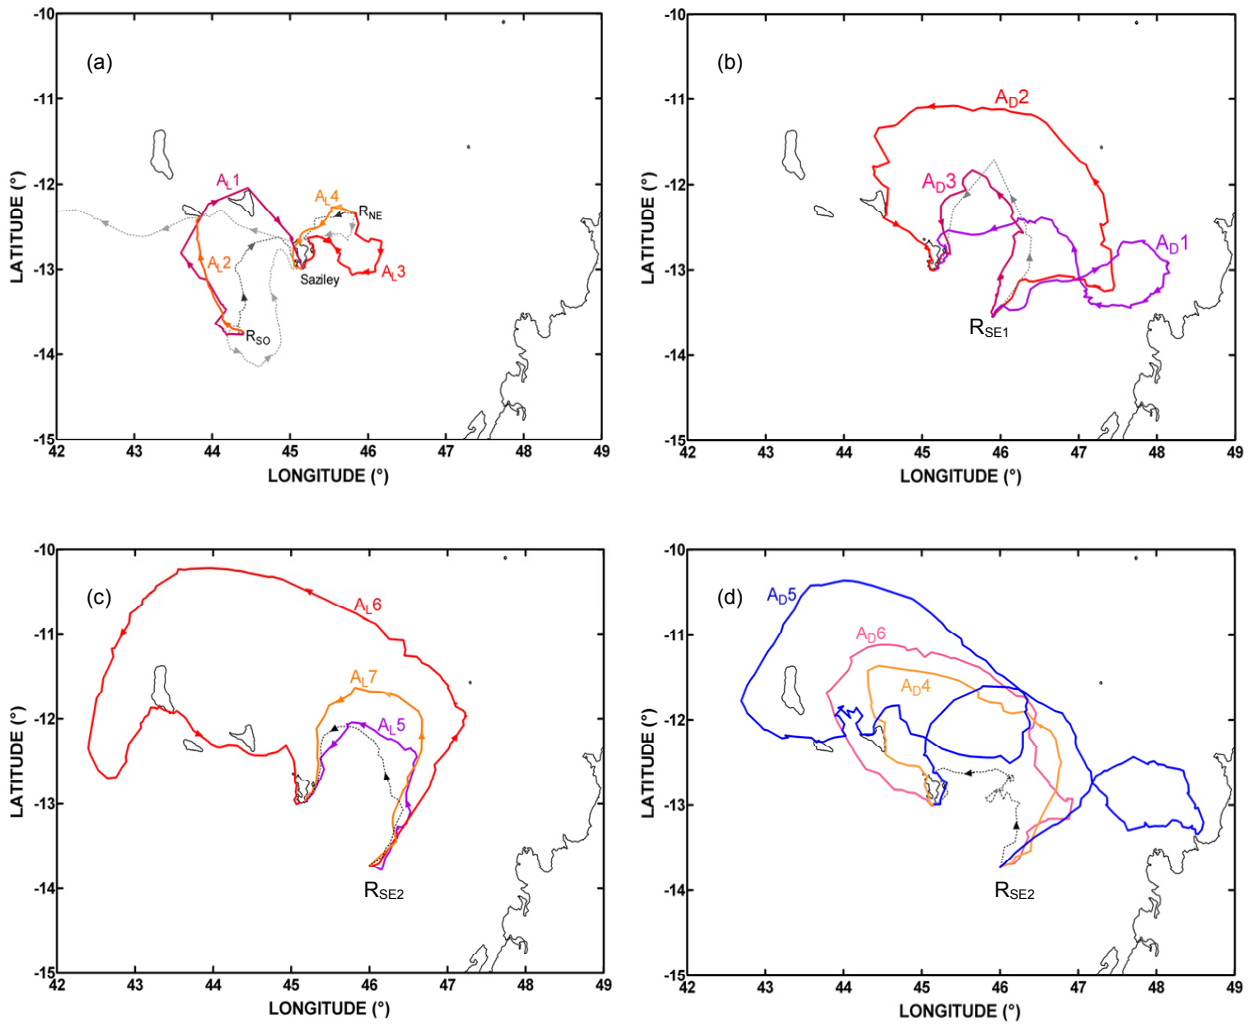 (a)
-10
-11
-12
-13
-14
-15
LATITUDE (°)
A_L1
A_L4
R_NE
A_L2
A_L3
Saziley
R_SO
42 43 44 45 46 47 48 49
LONGITUDE (°)
(b)
-10
-11
-12
-13
-14
-15
LATITUDE (°)
A_D2
A_D3
A_D1
R_SE1
42 43 44 45 46 47 48 49
LONGITUDE (°)
(c)
-10
-11
-12
-13
-14
-15
LATITUDE (°)
A_L6
A_L7
A_L5
R_SE2
42 43 44 45 46 47 48 49
LONGITUDE (°)
(d)
-10
-11
-12
-13
-14
-15
LATITUDE (°)
A_D5
A_D6
A_D4
R_SE2
42 43 44 45 46 47 48 49
LONGITUDE (°)